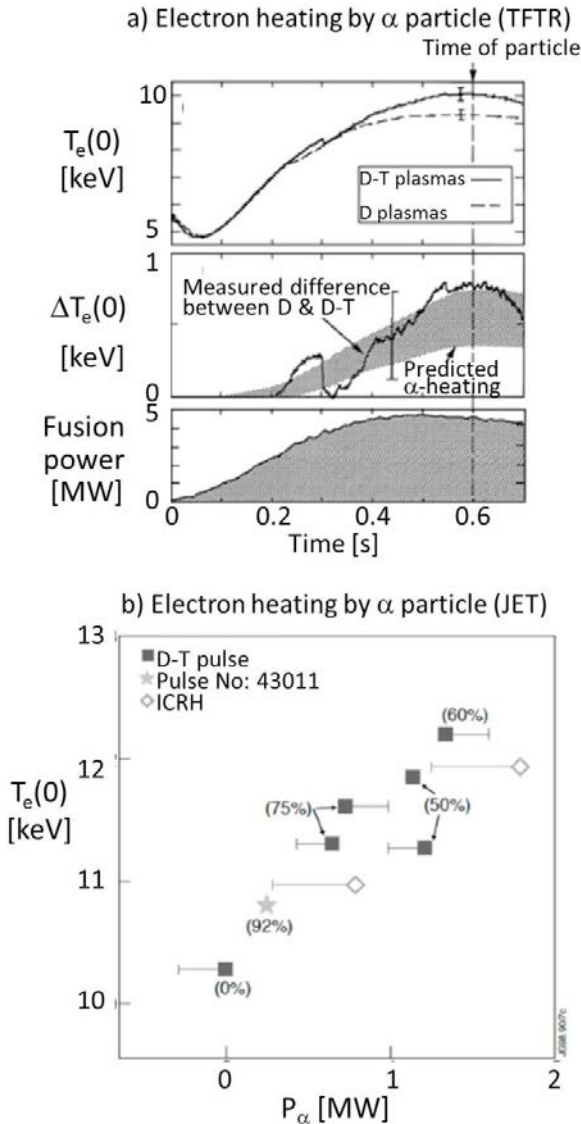 a) Electron heating by α particle (TFTR)
Time of particle
10
Te(0)
[keV]
5
D-T plasmas
D plasmas
1
ΔTe(0)
[keV]
0
Measured difference
between D & D-T
Predicted
α-heating
5
Fusion
power
[MW]
0
0 0.2 0.4 0.6
Time [s]
b) Electron heating by α particle (JET)
13
D-T pulse
Pulse No: 43011
ICRH
(60%)
12
Te(0)
[keV]
(75%)
(50%)
11
(92%)
(0%)
10
JG98.90/7c
0 1 2
Pα [MW]